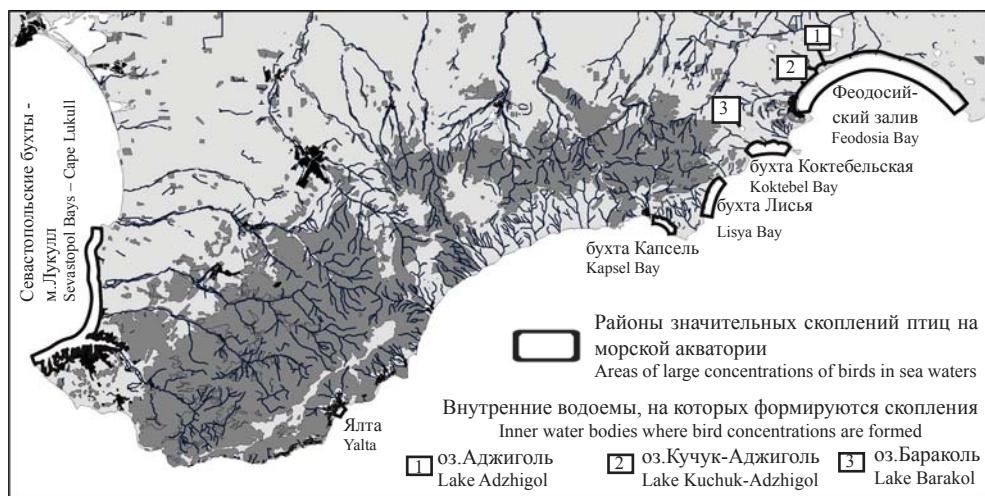 Севастопольские бухты -
м.Лукулл
Sevastopol Bays – Cape Lukull
1
2
3
Феодосий-
ский залив
Feodosia Bay
бухта Коктебельская
Koktebel Bay
бухта Лисья
Lisya Bay
бухта Капсель
Kapsel Bay
Ялта
Yalta
Районы значительных скоплений птиц на
морской акватории
Areas of large concentrations of birds in sea waters
Внутренние водоемы, на которых формируются скопления
Inner water bodies where bird concentrations are formed
1 оз.Аджиголь
Lake Adzhigol
2 оз.Кучук-Аджиголь
Lake Kuchuk-Adzhigol
3 оз.Бараколь
Lake Barakol